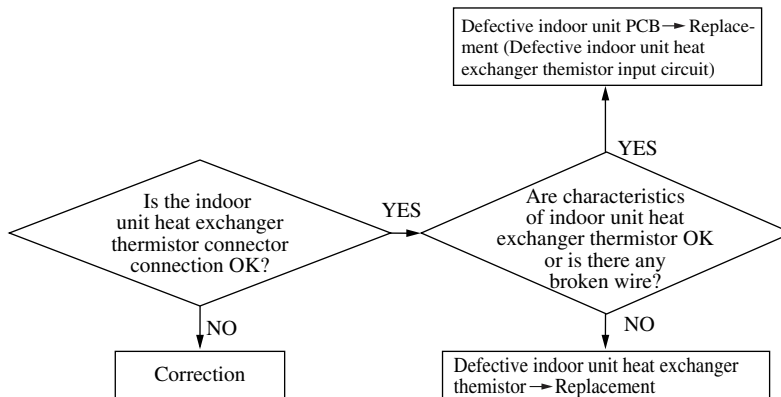 Defective indoor unit PCB → Replace-
ment (Defective indoor unit heat
exchanger themistor input circuit)
YES
Is the indoor
unit heat exchanger
thermistor connector
connection OK?
YES
Are characteristics
of indoor unit heat
exchanger thermistor OK
or is there any
broken wire?
NO
Correction
NO
Defective indoor unit heat exchanger
themistor → Replacement